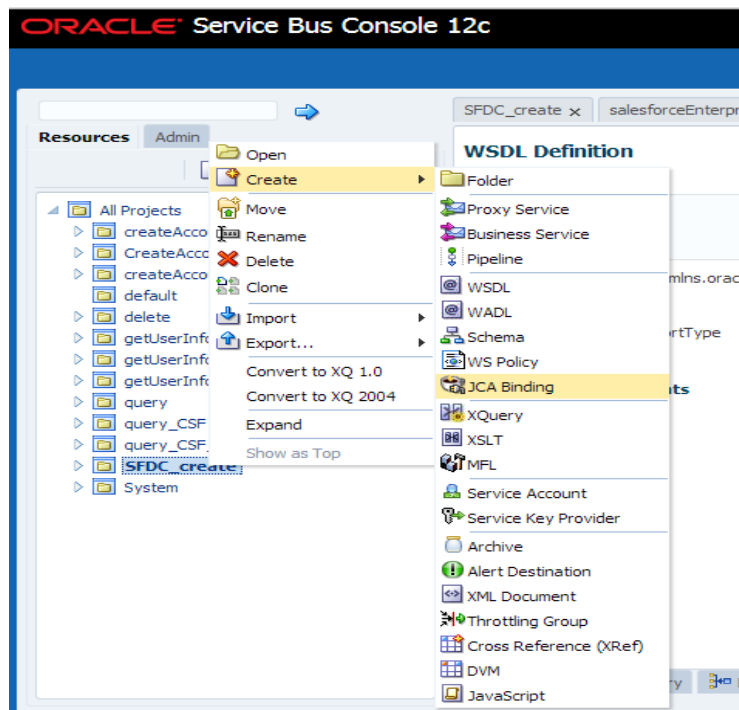 ORACLE® Service Bus Console 12c
SFDC_create x
salesforceEnterpr
Resources
Admin
WSDL Definition
All Projects
createAcco
CreateAcc
createAcco
default
delete
getUserInfo
getUserInfo
getUserInfo
query
query_CSF
query_CSF_
SFDC_create
System
Open
Create
Move
Rename
Delete
Clone
Import
Export...
Convert to XQ 1.0
Convert to XQ 2004
Expand
Show as Top
Folder
Proxy Service
Business Service
Pipeline
WSDL
WADL
Schema
WS Policy
JCA Binding
XQuery
XSLT
MFL
Service Account
Service Key Provider
Archive
Alert Destination
XML Document
Throttling Group
Cross Reference (XRef)
DVM
JavaScript
mlns.orac
ortType
ts
ry